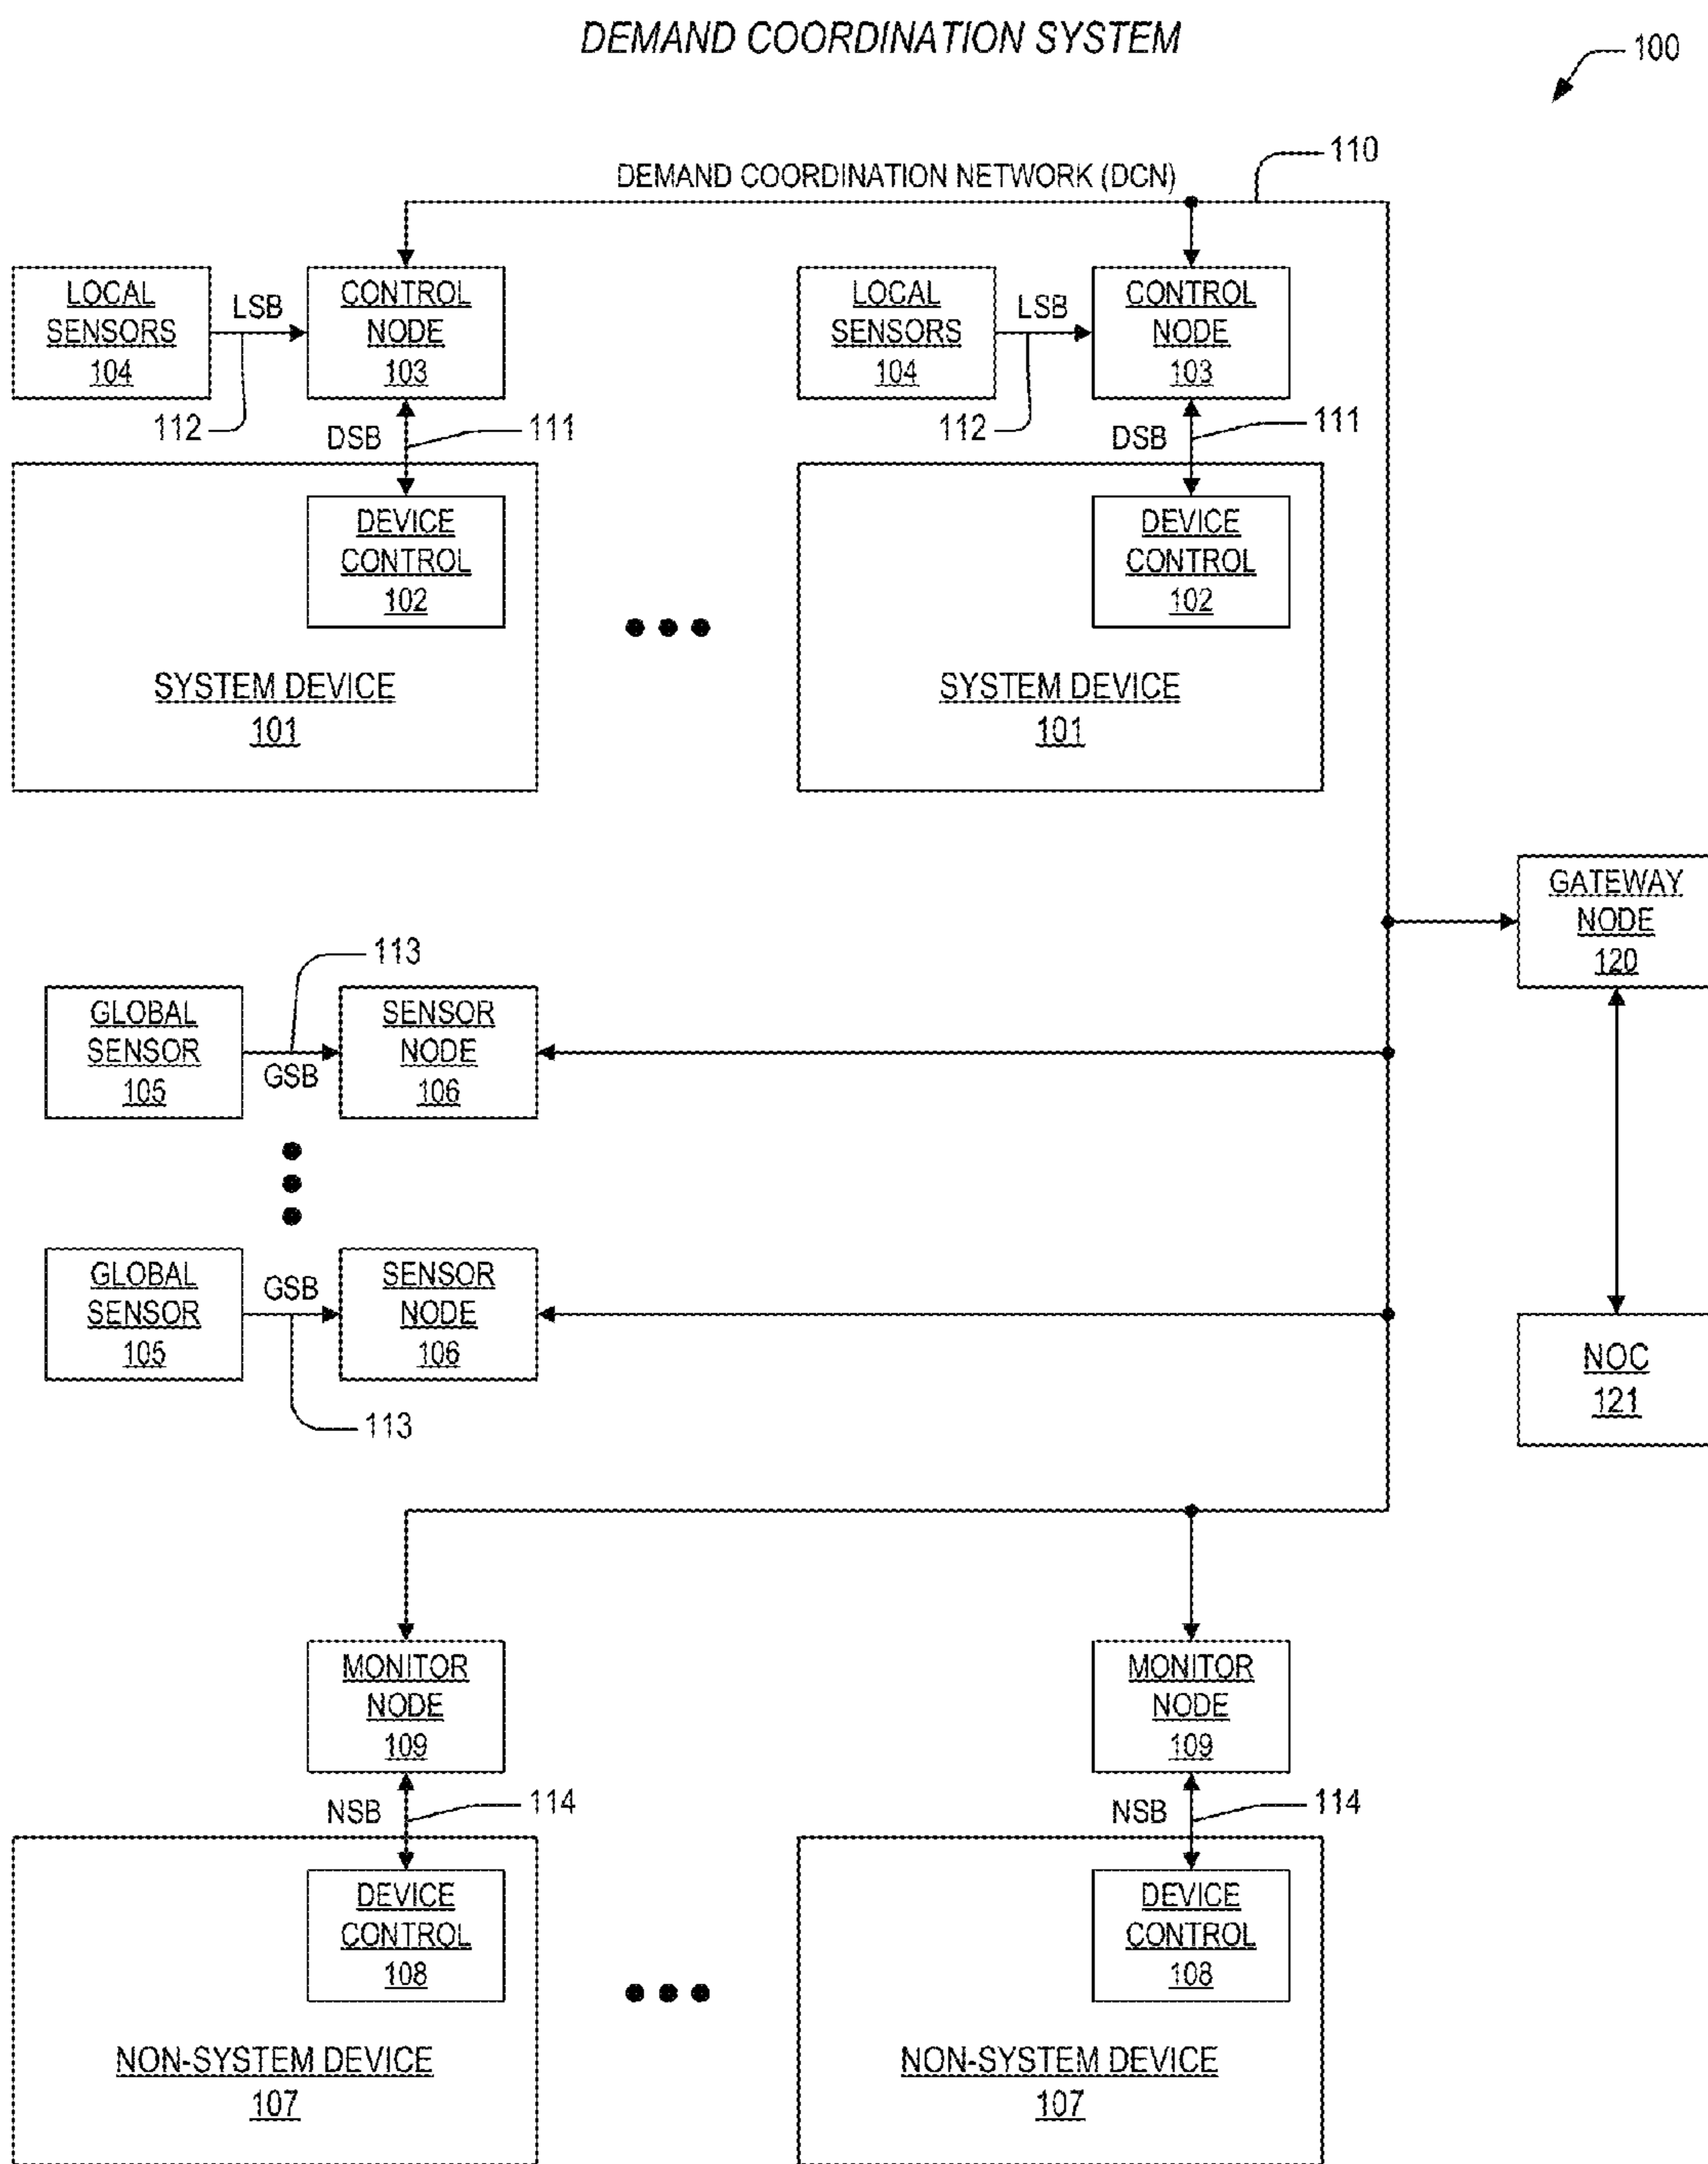 DEMAND COORDINATION SYSTEM
100
110
DEMAND COORDINATION NETWORK (DCN)
LOCAL
SENSORS
104
LSB
112
CONTROL
NODE
103
DSB
111
DEVICE
CONTROL
102
SYSTEM DEVICE
101
LOCAL
SENSORS
104
LSB
112
CONTROL
NODE
103
DSB
111
DEVICE
CONTROL
102
SYSTEM DEVICE
101
GATEWAY
NODE
120
113
GLOBAL
SENSOR
105
GSB
SENSOR
NODE
106
GLOBAL
SENSOR
105
GSB
SENSOR
NODE
106
113
NOC
121
MONITOR
NODE
109
NSB
114
DEVICE
CONTROL
108
NON-SYSTEM DEVICE
107
MONITOR
NODE
109
NSB
114
DEVICE
CONTROL
108
NON-SYSTEM DEVICE
107